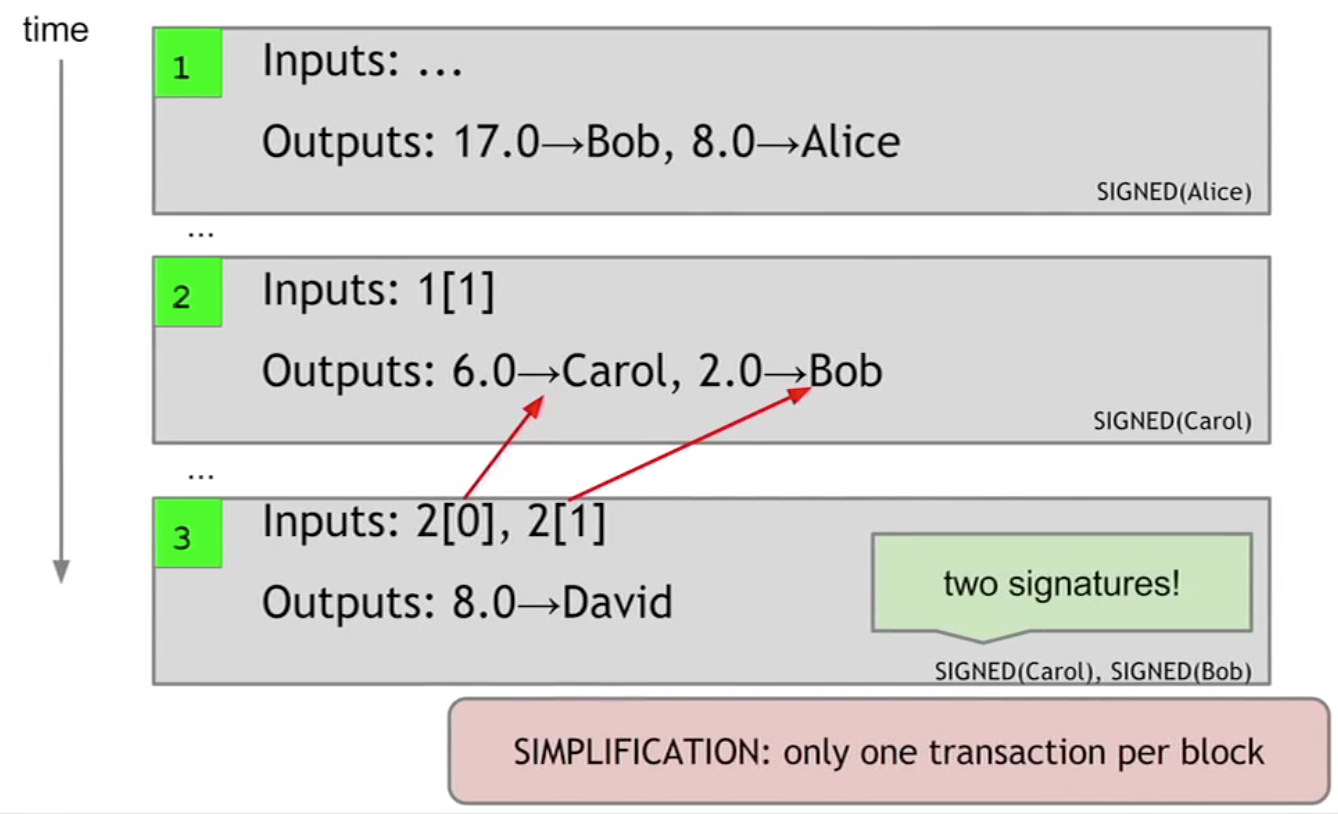 time
1
Inputs: ...
Outputs: 17.0→Bob, 8.0→Alice
SIGNED(Alice)
...
2
Inputs: 1[1]
Outputs: 6.0→Carol, 2.0→Bob
SIGNED(Carol)
...
3
Inputs: 2[0], 2[1]
Outputs: 8.0→David
two signatures!
SIGNED(Carol), SIGNED(Bob)
SIMPLIFICATION: only one transaction per block